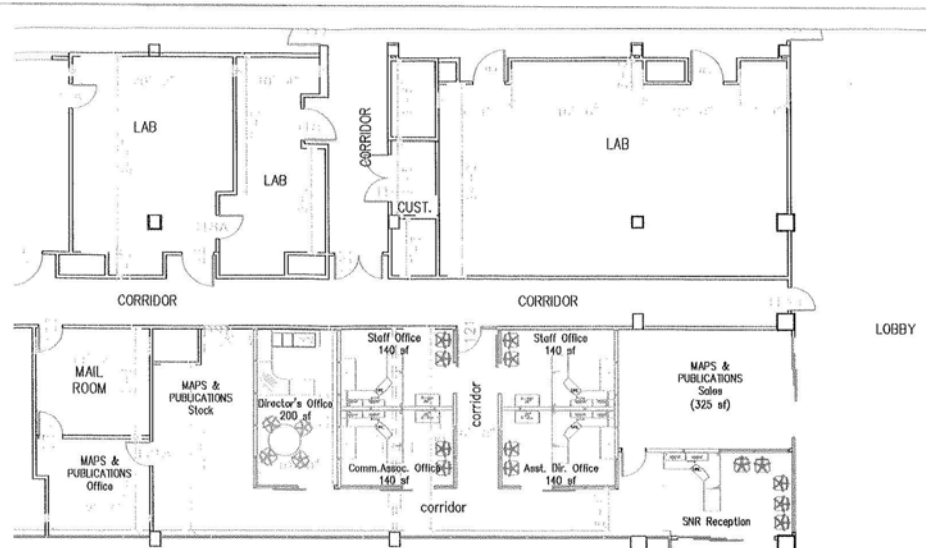 LAB
LAB
CORRIDOR
CUST.
LAB
CORRIDOR
CORRIDOR
LOBBY
MAIL
ROOM
MAPS &
PUBLICATIONS
Stock
Director's Office
200 sf
Staff Office
140 sf
121
corridor
Staff Office
140 sf
MAPS &
PUBLICATIONS
Sales
(325 sf)
MAPS &
PUBLICATIONS
Office
Comm.Assoc. Office
140 sf
Asst. Dir. Office
140 sf
corridor
SNR Reception